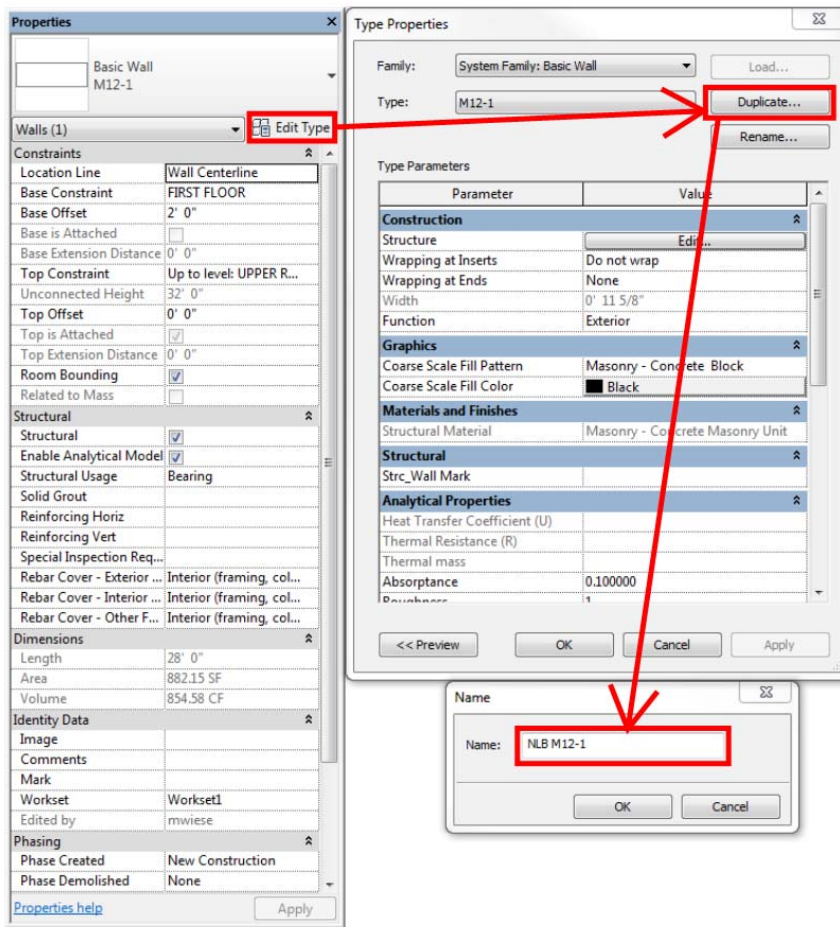 Properties
Basic Wall
M12-1
Walls (1) Edit Type
Constraints
Location Line Wall Centerline
Base Constraint FIRST FLOOR
Base Offset 2' 0"
Base is Attached
Base Extension Distance 0' 0"
Top Constraint Up to level: UPPER R...
Unconnected Height 32' 0"
Top Offset 0' 0"
Top is Attached
Top Extension Distance 0' 0"
Room Bounding
Related to Mass
Structural
Structural
Enable Analytical Model
Structural Usage Bearing
Solid Grout
Reinforcing Horiz
Reinforcing Vert
Special Inspection Req...
Rebar Cover - Exterior ... Interior (framing, col...
Rebar Cover - Interior ... Interior (framing, col...
Rebar Cover - Other F... Interior (framing, col...
Dimensions
Length 28' 0"
Area 882.15 SF
Volume 854.58 CF
Identity Data
Image
Comments
Mark
Workset Workset1
Edited by mwiese
Phasing
Phase Created New Construction
Phase Demolished None
Properties help Apply
Type Properties
Family: System Family: Basic Wall Load...
Type: M12-1 Duplicate...
Rename...
Type Parameters
Parameter Value
Construction
Structure Edit...
Wrapping at Inserts Do not wrap
Wrapping at Ends None
Width 0' 11 5/8"
Function Exterior
Graphics
Coarse Scale Fill Pattern Masonry - Concrete Block
Coarse Scale Fill Color Black
Materials and Finishes
Structural Material Masonry - Concrete Masonry Unit
Structural
Strc_Wall Mark
Analytical Properties
Heat Transfer Coefficient (U)
Thermal Resistance (R)
Thermal mass
Absorptance 0.100000
Roughness 1
<< Preview OK Cancel Apply
Name
Name: NLB M12-1
OK Cancel